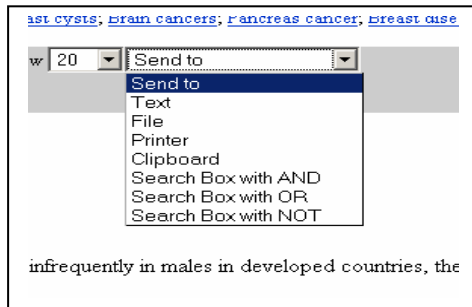 ast cysts; Brain cancers; Pancreas cancer; Breast dise
w 20 Send to
Send to
Text
File
Printer
Clipboard
Search Box with AND
Search Box with OR
Search Box with NOT
infrequently in males in developed countries, the